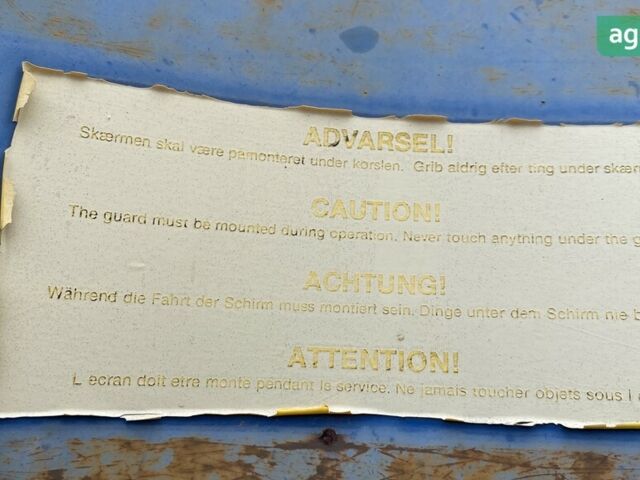 ag
ADVARSEL!
Skærmen skal være påmonteret under kørslen. Grib aldrig efter ting under skær
CAUTION!
The guard must be mounted during operation. Never touch anything under the g
ACHTUNG!
Während die Fahrt der Schirm muss montiert sein. Dinge unter dem Schirm nie b
ATTENTION!
L ecran doit etre monte pendant le service. Ne jamais toucher objets sous l